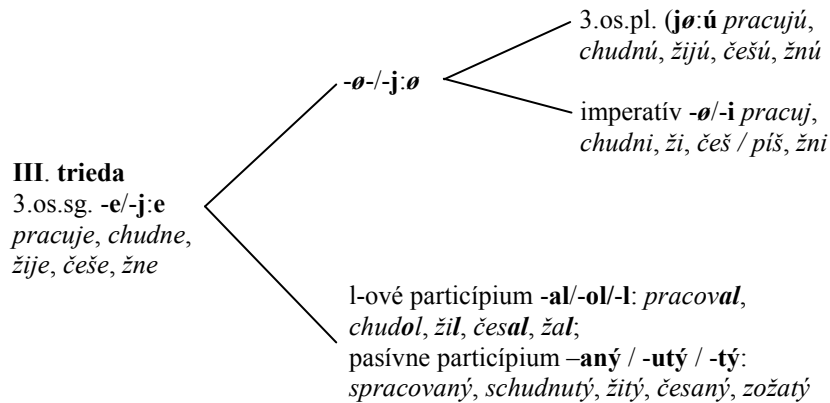 3.os.pl. (jø:ú pracujú,
chudnú, žijú, češú, žnú
-ø-/-j:ø
imperatív -ø/-i pracuj,
chudni, ži, češ / píš, žni
III. trieda
3.os.sg. -e/-j:e
pracuje, chudne,
žije, češe, žne
l-ové particípium -al/-ol/-l: pracoval,
chudol, žil, česal, žal;
pasívne particípium –aný / -utý / -tý:
spracovaný, schudnutý, žitý, česaný, zožatý